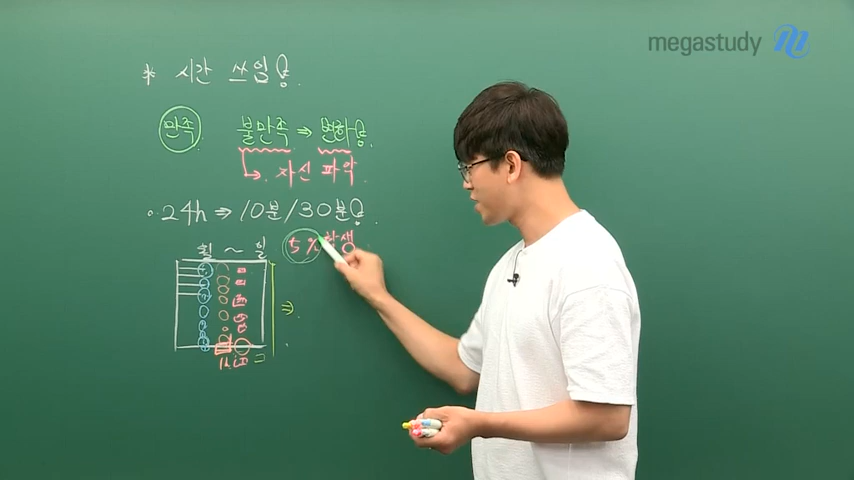 megastudy
* 시간 쓰임용.
만족 불만족 ⇒ 변화용.
자신 파악.
. 24h ⇒ 10분/30분용.
월 ~ 일 5% 학생
⇒.